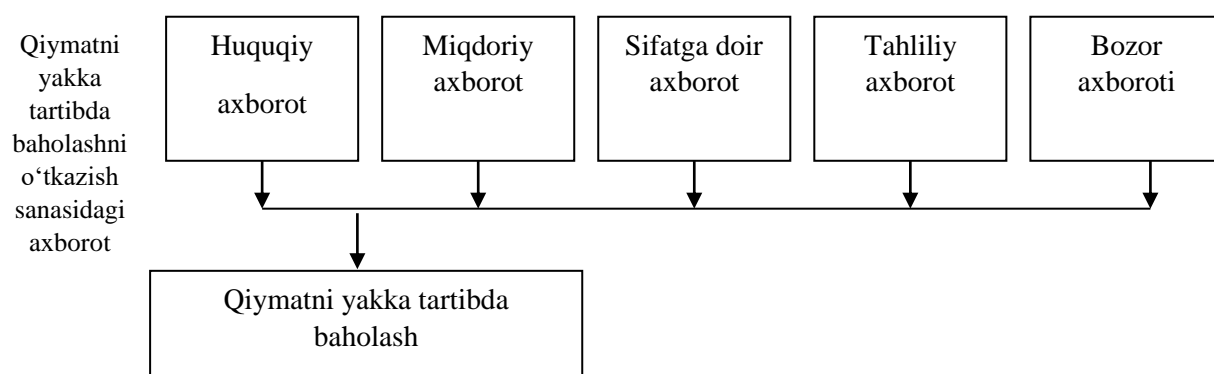 Qiymatni
yakka
tartibda
baholashni
o‘tkazish
sanasidagi
axborot
Huquqiy
axborot
Miqdoriy
axborot
Sifatga doir
axborot
Tahliliy
axborot
Bozor
axboroti
Qiymatni yakka tartibda
baholash